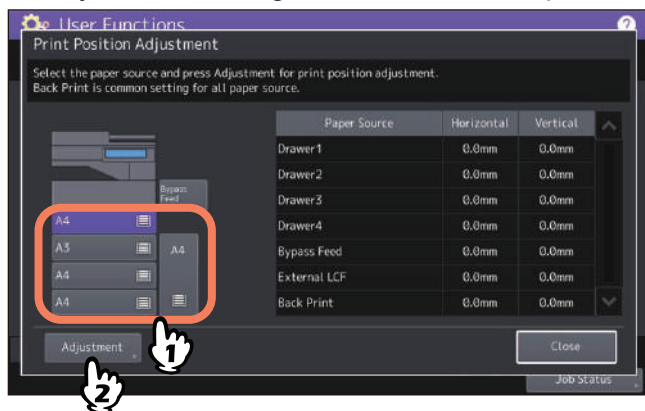 User Functions
?
Print Position Adjustment
Select the paper source and press Adjustment for print position adjustment.
Back Print is common setting for all paper source.
Paper Source Horizontal Vertical
Drawer1 0.0mm 0.0mm
Drawer2 0.0mm 0.0mm
Drawer3 0.0mm 0.0mm
Drawer4 0.0mm 0.0mm
Bypass Feed 0.0mm 0.0mm
External LCF 0.0mm 0.0mm
Back Print 0.0mm 0.0mm
Bypass
Feed
A4
A3 A4
A4
A4
1
Adjustment
2
Close
Job Status